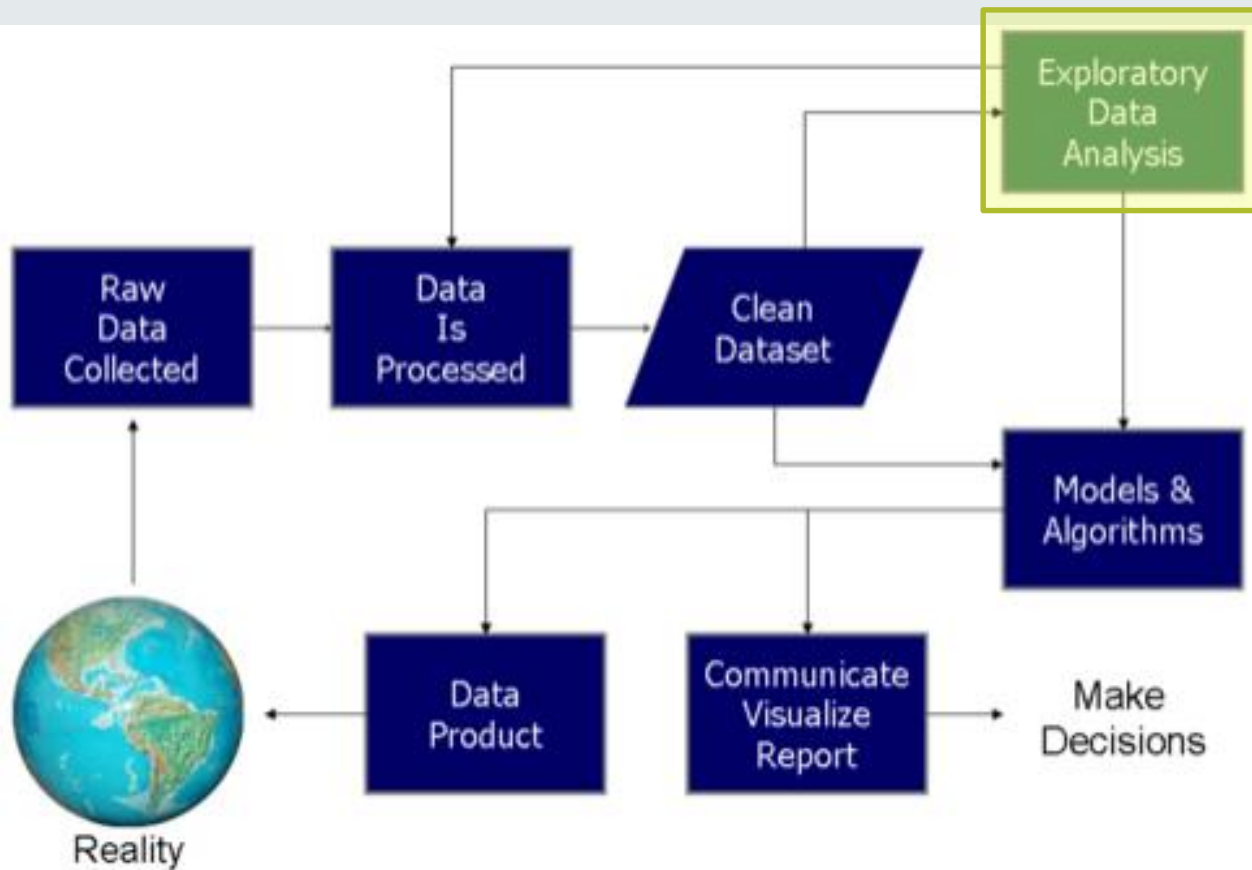 Exploratory
Data
Analysis
Raw
Data
Collected
Data
Is
Processed
Clean
Dataset
Models &
Algorithms
Data
Product
Communicate
Visualize
Report
Make
Decisions
Reality